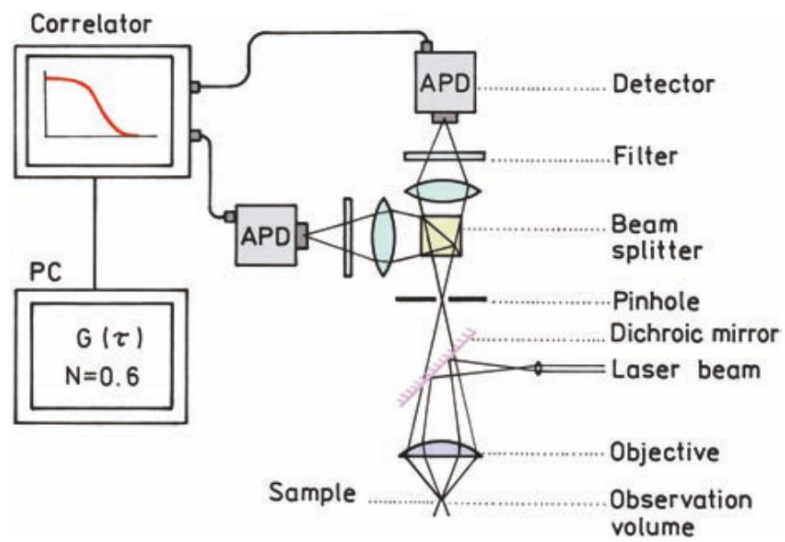 Correlator
APD
Detector
Filter
APD
Beam
splitter
PC
G (τ)
N=0.6
Pinhole
Dichroic mirror
Laser beam
Objective
Sample
Observation
volume